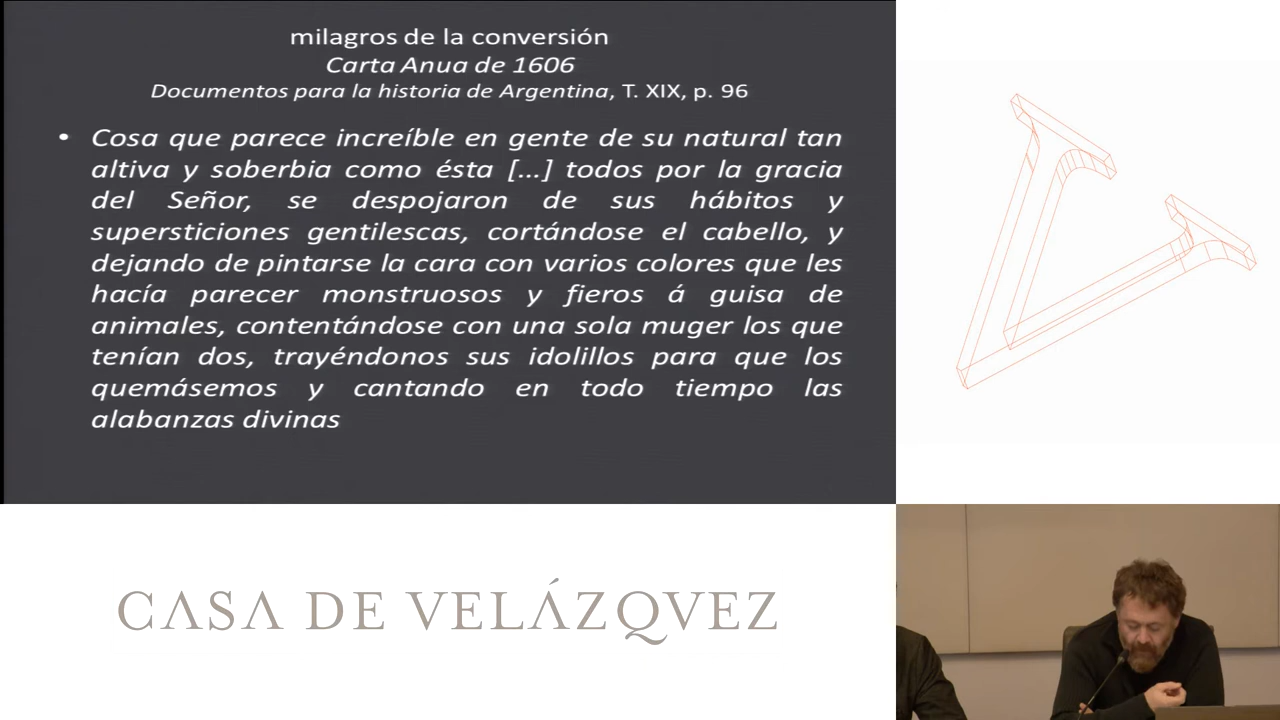 milagros de la conversión
Carta Anua de 1606
Documentos para la historia de Argentina, T. XIX, p. 96
• Cosa que parece increíble en gente de su natural tan
altiva y soberbia como ésta [...] todos por la gracia
del Señor, se despojaron de sus hábitos y
supersticiones gentilescas, cortándose el cabello, y
dejando de pintarse la cara con varios colores que les
hacía parecer monstruosos y fieros á guisa de
animales, contentándose con una sola muger los que
tenían dos, trayéndonos sus idolillos para que los
quemásemos y cantando en todo tiempo las
alabanzas divinas
CASA DE VELÁZQVEZ